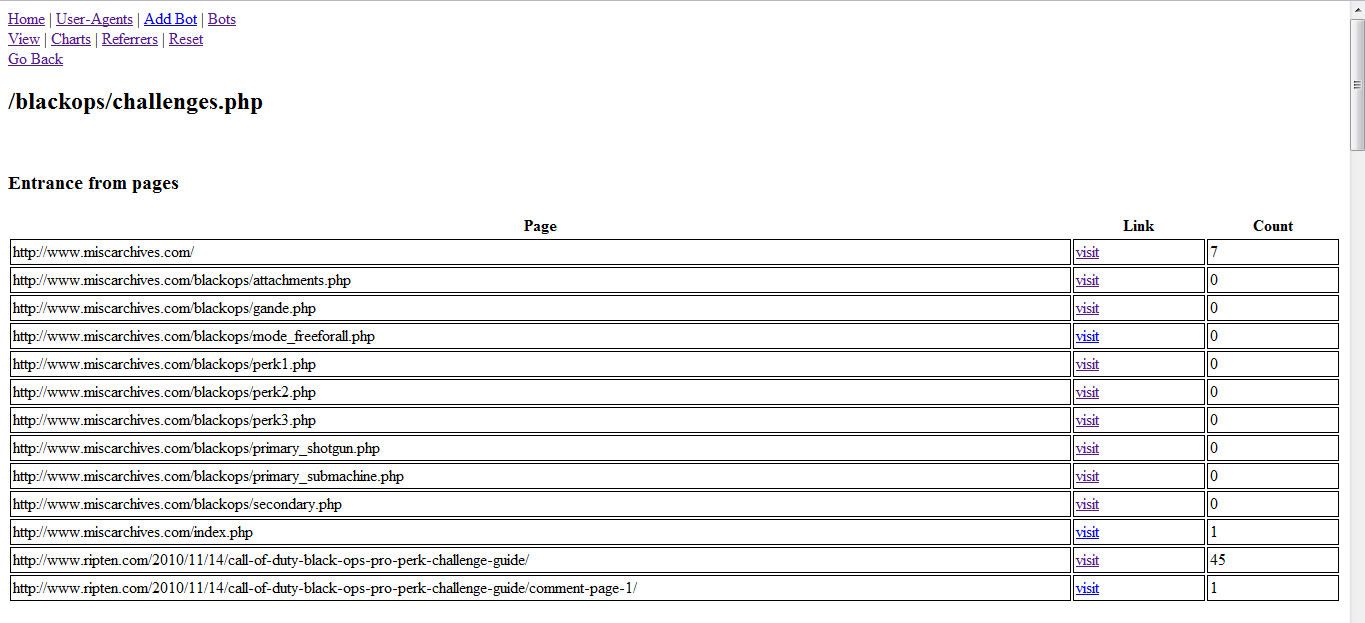 Home | User-Agents | Add Bot | Bots
View | Charts | Referrers | Reset
Go Back
/blackops/challenges.php
Entrance from pages
Page Link Count
http://www.miscarchives.com/ visit 7
http://www.miscarchives.com/blackops/attachments.php visit 0
http://www.miscarchives.com/blackops/gande.php visit 0
http://www.miscarchives.com/blackops/mode_freeforall.php visit 0
http://www.miscarchives.com/blackops/perk1.php visit 0
http://www.miscarchives.com/blackops/perk2.php visit 0
http://www.miscarchives.com/blackops/perk3.php visit 0
http://www.miscarchives.com/blackops/primary_shotgun.php visit 0
http://www.miscarchives.com/blackops/primary_submachine.php visit 0
http://www.miscarchives.com/blackops/secondary.php visit 0
http://www.miscarchives.com/index.php visit 1
http://www.ripten.com/2010/11/14/call-of-duty-black-ops-pro-perk-challenge-guide/ visit 45
http://www.ripten.com/2010/11/14/call-of-duty-black-ops-pro-perk-challenge-guide/comment-page-1/ visit 1